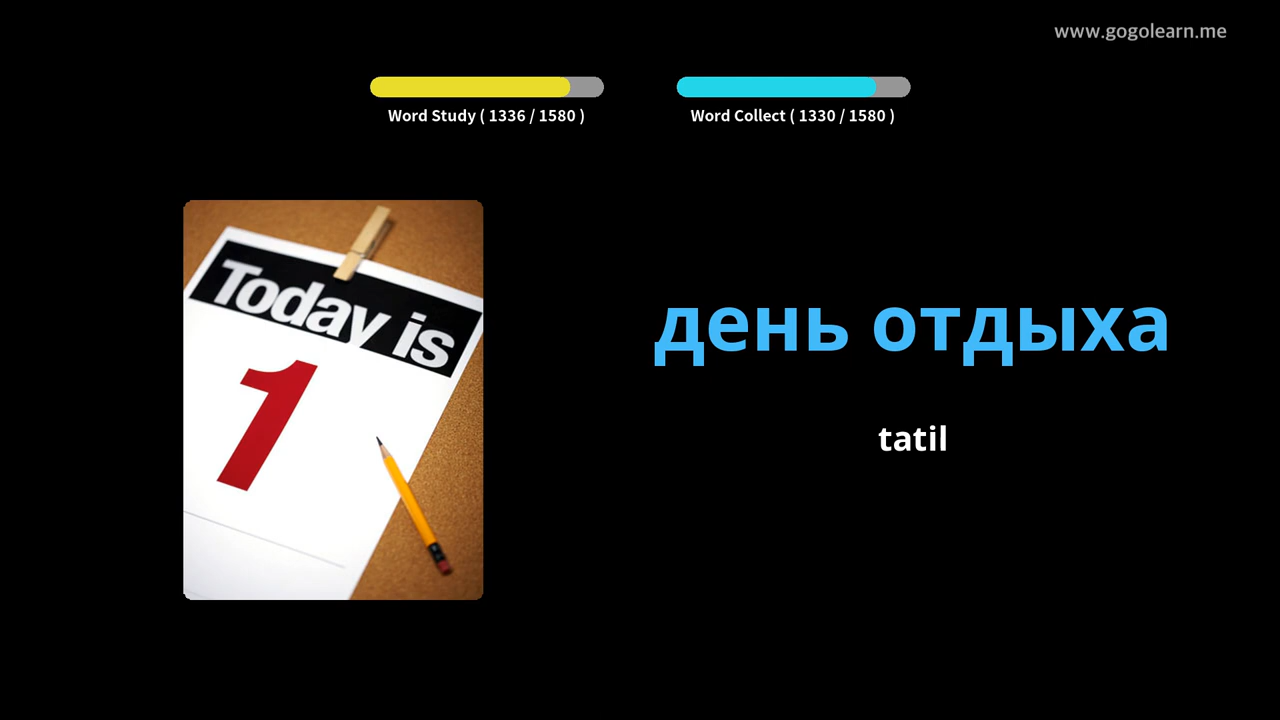 www.gogolearn.me
Word Study ( 1336 / 1580 )
Word Collect ( 1330 / 1580 )
Today is
1
день отдыха
tatil